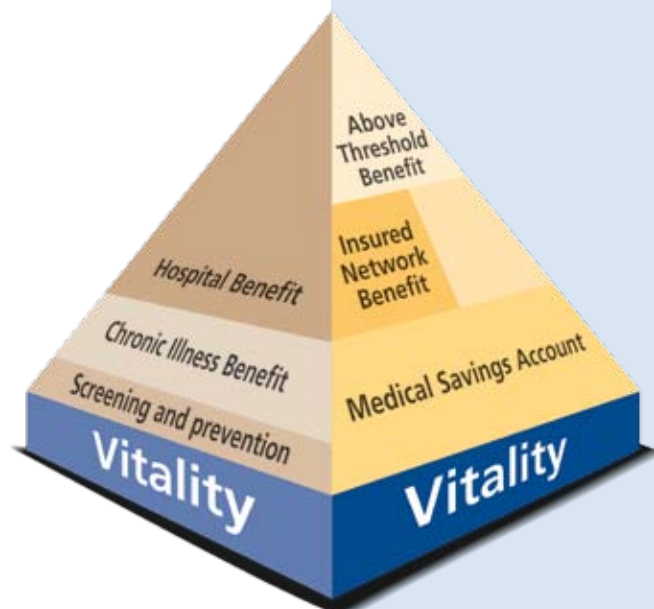 Hospital Benefit
Chronic Illness Benefit
Screening and prevention
Vitality
Above
Threshold
Benefit
Insured
Network
Benefit
Medical Savings Account
Vitality